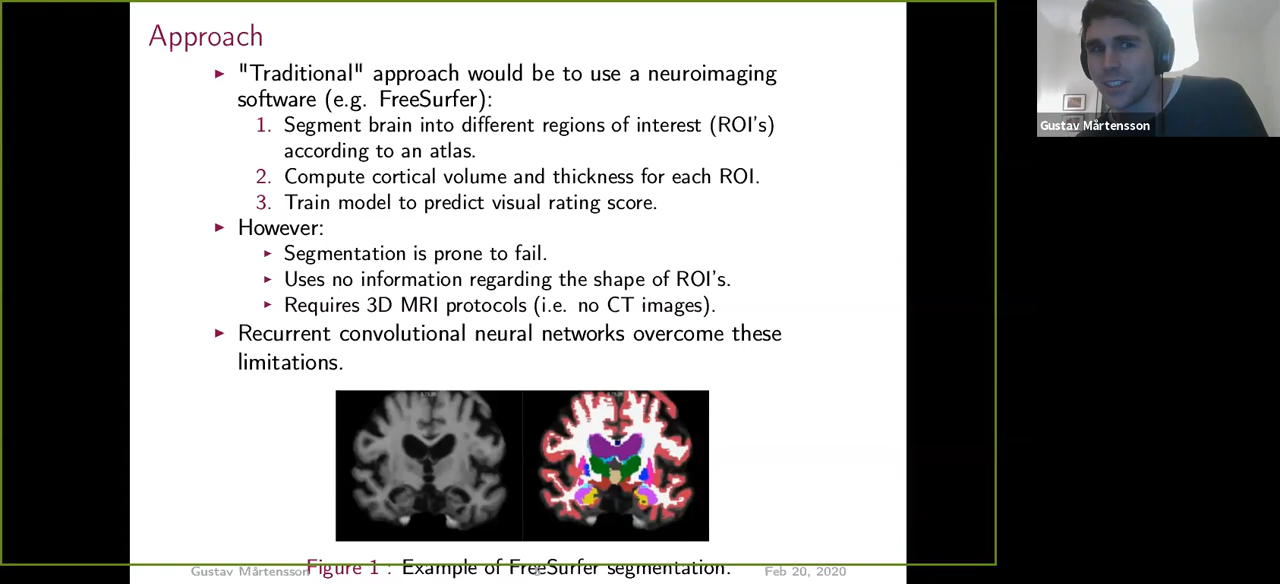 Approach
"Traditional" approach would be to use a neuroimaging
software (e.g. FreeSurfer):
1. Segment brain into different regions of interest (ROI's)
according to an atlas.
2. Compute cortical volume and thickness for each ROI.
3. Train model to predict visual rating score.
However:
Segmentation is prone to fail.
Uses no information regarding the shape of ROI's.
Requires 3D MRI protocols (i.e. no CT images).
Recurrent convolutional neural networks overcome these
limitations.
Figure 1 : Example of FreeSurfer segmentation.
Gustav Mårtensson
Feb 20, 2020
Gustav Mårtensson